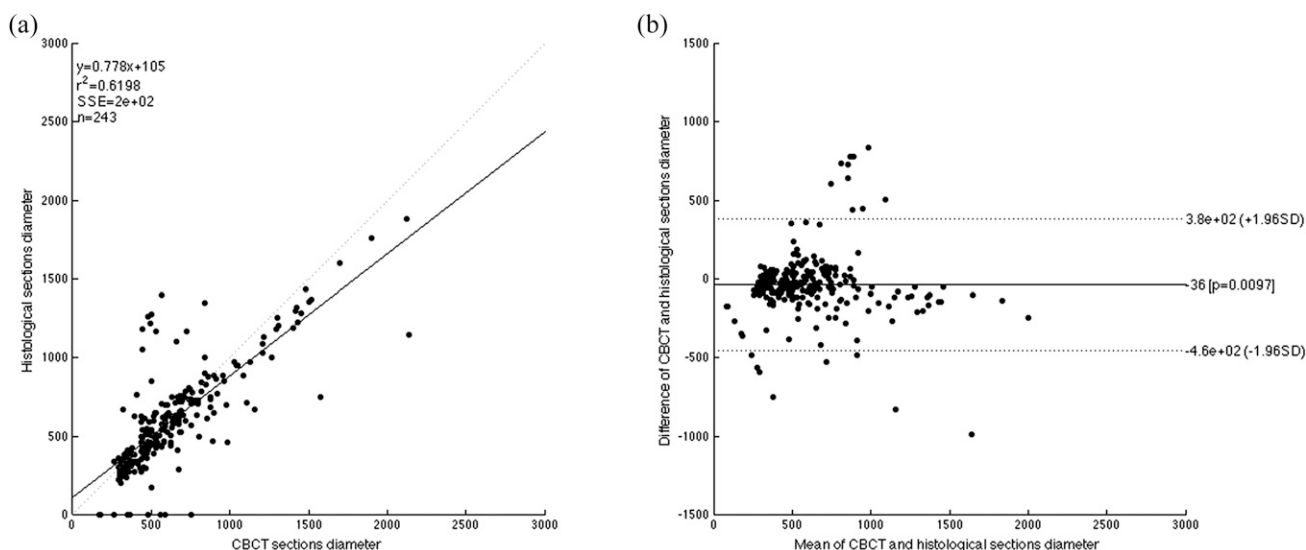 (a)
3000
y=0.778x+105
r2=0.6198
SSE=2e+02
n=243
2500
2000
1500
1000
500
0
0 500 1000 1500 2000 2500 3000
Histological sections diameter
CBCT sections diameter
(b)
1500
1000
500
0
-500
-1000
-1500
0 500 1000 1500 2000 2500 3000
3.8e+02 (+1.96SD)
-36 [p=0.0097]
-4.6e+02 (-1.96SD)
Difference of CBCT and histological sections diameter
Mean of CBCT and histological sections diameter